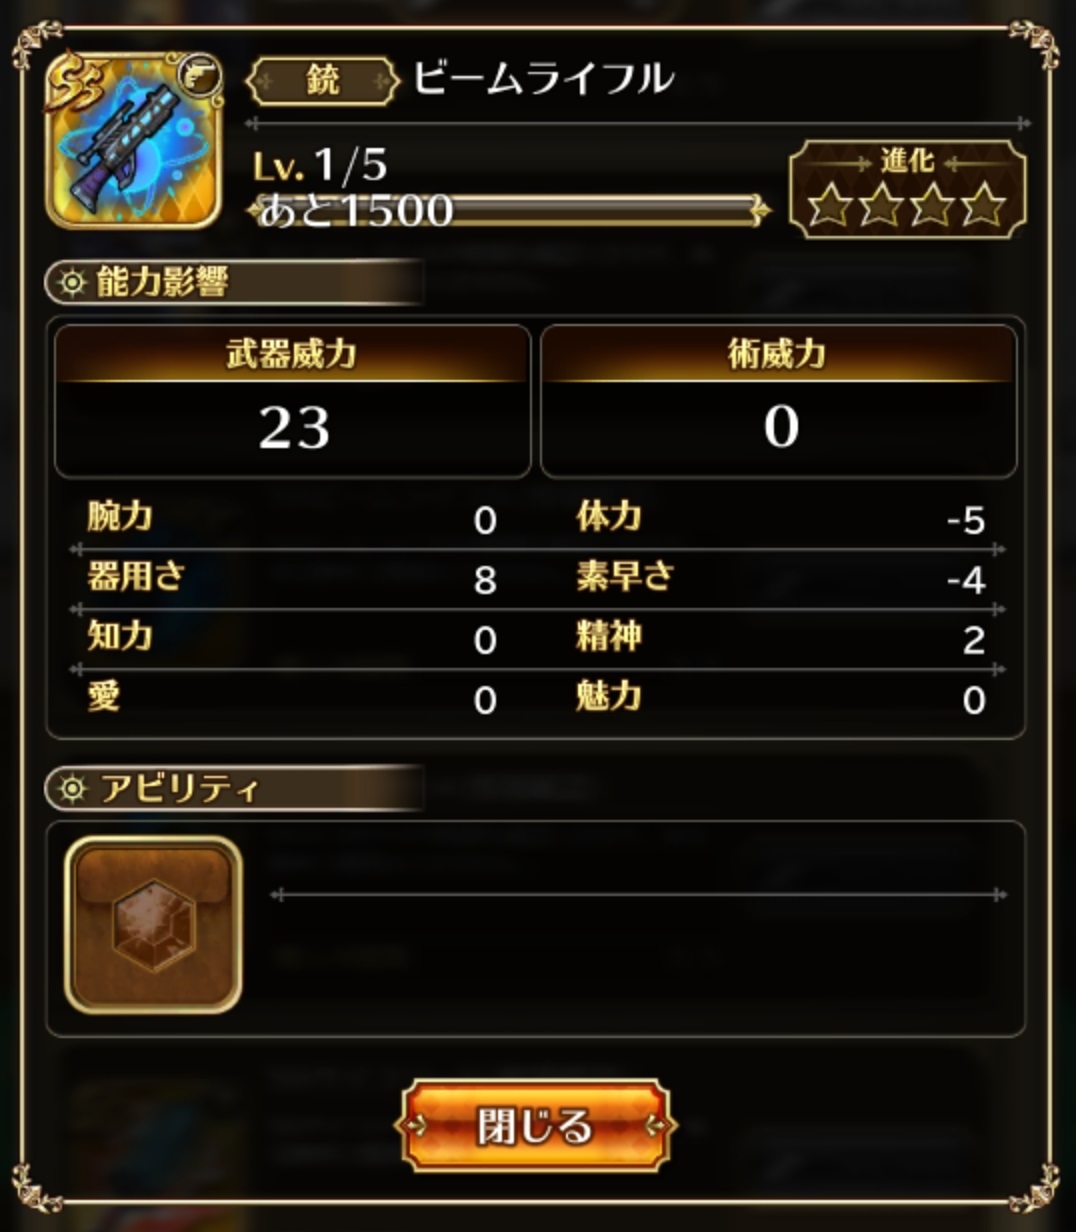 SS
銃 ビームライフル
Lv. 1/5
あと1500
進化
能力影響
武器威力 術威力
23 0
腕力 0 体力 -5
器用さ 8 素早さ -4
知力 0 精神 2
愛 0 魅力 0
アビリティ
閉じる